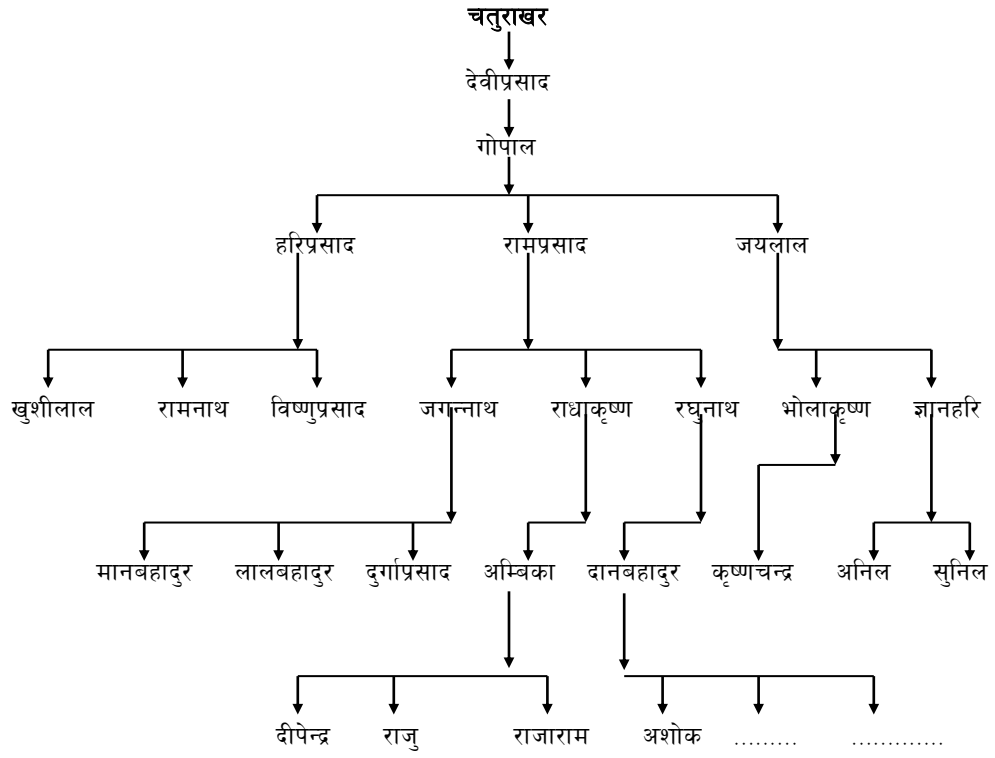 चतुराखर
देवीप्रसाद
गोपाल
हरिप्रसाद रामप्रसाद जयलाल
खुशीलाल रामनाथ विष्णुप्रसाद जगन्नाथ राधाकृष्ण रघुनाथ भोलाकृष्ण ज्ञानहरि
मानबहादुर लालबहादुर दुर्गाप्रसाद अम्बिका दानबहादुर कृष्णचन्द्र अनिल सुनिल
दीपेन्द्र राजु राजाराम अशोक ......... .............